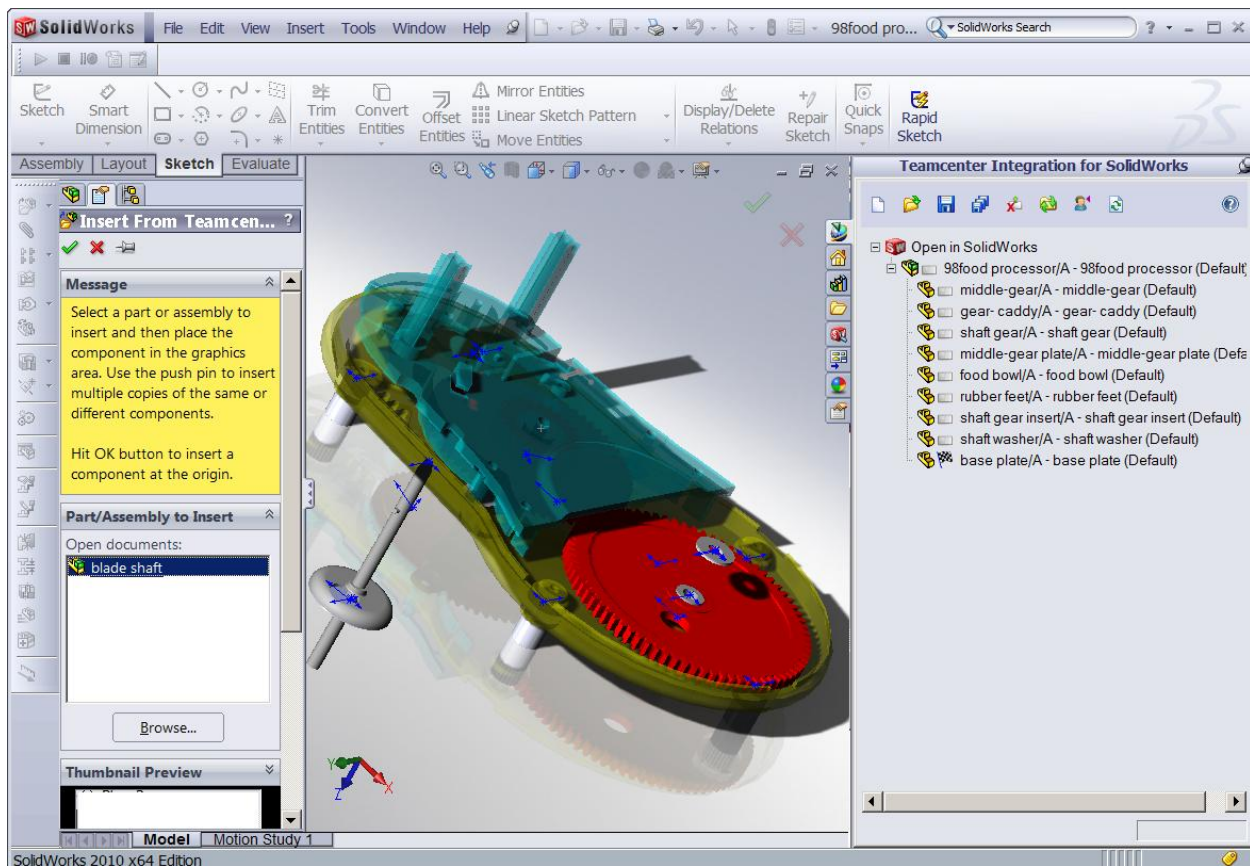 SolidWorks File Edit View Insert Tools Window Help 98food pro... SolidWorks Search ?
Sketch Smart Dimension Trim Entities Convert Entities Offset Entities Mirror Entities Linear Sketch Pattern Move Entities Display/Delete Relations Repair Sketch Quick Snaps Rapid Sketch
Assembly Layout Sketch Evaluate
Insert From Teamcen... ?
Message
Select a part or assembly to
insert and then place the
component in the graphics
area. Use the push pin to insert
multiple copies of the same or
different components.
Hit OK button to insert a
component at the origin.
Part/Assembly to Insert
Open documents:
blade shaft
Browse...
Thumbnail Preview
Y
X
Z
Teamcenter Integration for SolidWorks
Open in SolidWorks
98food processor/A - 98food processor (Default
middle-gear/A - middle-gear (Default)
gear- caddy/A - gear- caddy (Default)
shaft gear/A - shaft gear (Default)
middle-gear plate/A - middle-gear plate (Defa
food bowl/A - food bowl (Default)
rubber feet/A - rubber feet (Default)
shaft gear insert/A - shaft gear insert (Default)
shaft washer/A - shaft washer (Default)
base plate/A - base plate (Default)
Model Motion Study 1
SolidWorks 2010 x64 Edition